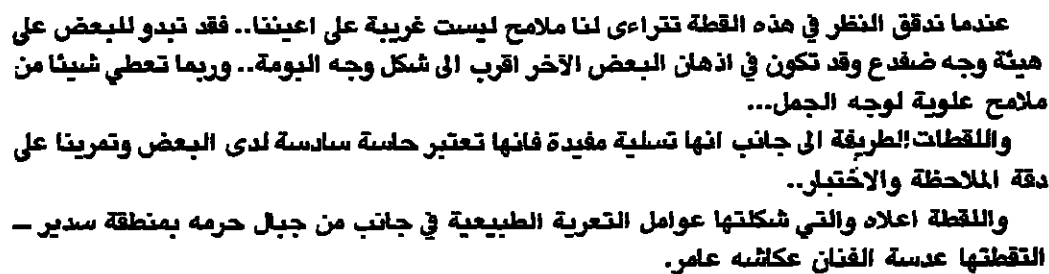 عندما ندقق النظر في هذه القطة تتراءى لنا ملامح ليست غريبة على اعيننا.. فقد تبدو للبعض على
هيئة وجه ضفدع وقد تكون في اذهان البعض الآخر اقرب الى شكل وجه البومة.. وربما تعطي شيئا من
ملامح علوية لوجه الجمل...
واللقطات الطريفة الى جانب انها تسلية مفيدة فانها تعتبر حاسة سادسة لدى البعض وتمرينا على
دقة الملاحظة والاختبار..
واللقطة اعلاه والتي شكلتها عوامل التعرية الطبيعية في جانب من جبال حرمه بمنطقة سدير —
التقطتها عدسة الفنان عكاشه عامر.